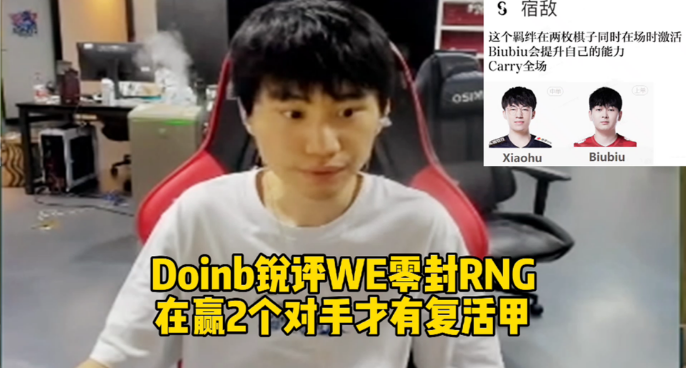 宿敌
这个羁绊在两枚棋子同时在场时激活
Biubiu会提升自己的能力
Carry全场
Xiaohu
Biubiu
Doinb锐评WE零封RNG
在赢2个对手才有复活甲